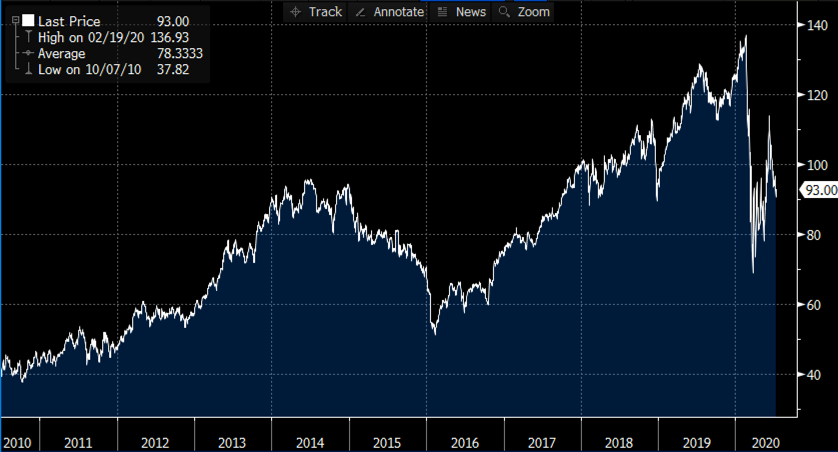 Track Annotate News Zoom
Last Price 93.00
High on 02/19/20 136.93
Average 78.3333
Low on 10/07/10 37.82
140
120
100
93.00
80
60
40
2010 2011 2012 2013 2014 2015 2016 2017 2018 2019 2020